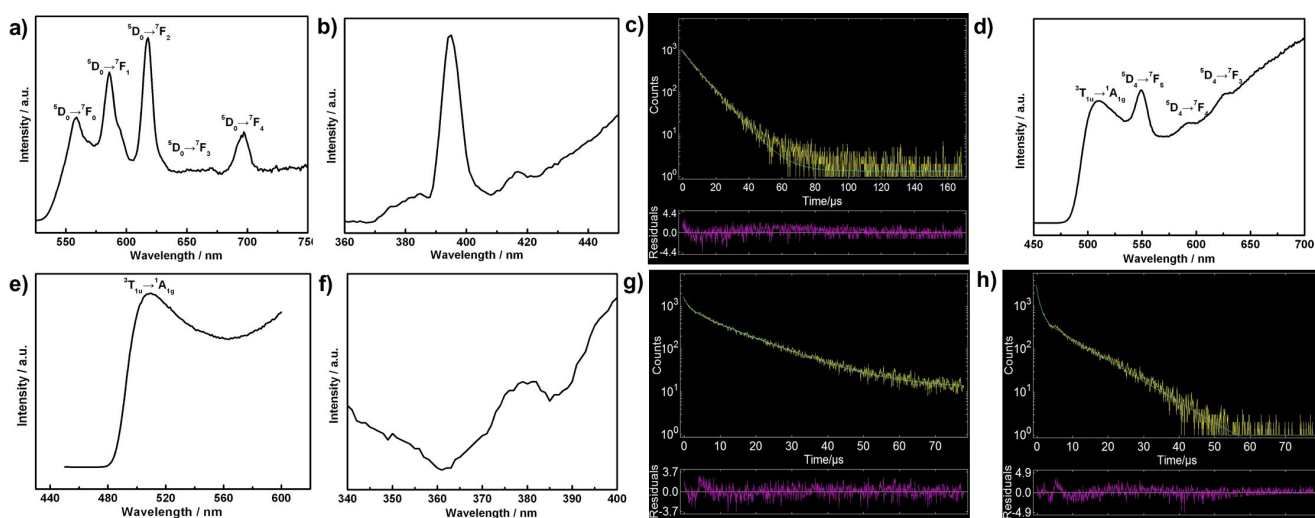 a)
⁵D₀→⁷F₀
⁵D₀→⁷F₁
⁵D₀→⁷F₂
⁵D₀→⁷F₃
⁵D₀→⁷F₄
Intensity / a.u.
550 600 650 700 750
Wavelength / nm
b)
Intensity / a.u.
360 380 400 420 440
Wavelength / nm
c)
Counts
10³
10²
10¹
10⁰
0 20 40 60 80 100 120 140 160
Time/μs
Residuals
4.4
0.0
-4.4
d)
³T₁ᵤ→¹A₁g
⁵D₄→⁷F₅
⁵D₄→⁷F₄
⁵D₄→⁷F₃
Intensity / a.u.
450 500 550 600 650 700
Wavelength / nm
e)
³T₁ᵤ→¹A₁g
Intensity / a.u.
440 480 520 560 600
Wavelength / nm
f)
Intensity / a.u.
340 350 360 370 380 390 400
Wavelength / nm
g)
Counts
10³
10²
10¹
10⁰
0 10 20 30 40 50 60 70
Time/μs
Residuals
3.7
0.0
-3.7
h)
Counts
10³
10²
10¹
10⁰
0 10 20 30 40 50 60 70
Time/μs
Residuals
4.9
0.0
-4.9